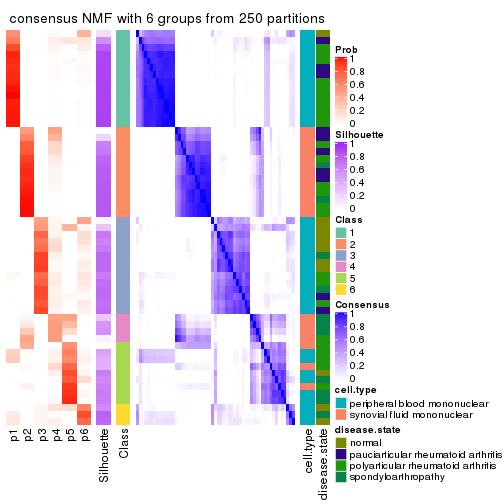 consensus NMF with 6 groups from 250 partitions
Prob
1
0.8
0.6
0.4
0.2
0
Silhouette
1
0.8
0.6
0.4
0.2
0
Class
1
2
3
4
5
6
Consensus
1
0.8
0.6
0.4
0.2
0
cell.type
peripheral blood mononuclear
synovial fluid mononuclear
disease.state
normal
pauciarticular rheumatoid arthritis
polyarticular rheumatoid arthritis
spondyloarthropathy
p1
p2
p3
p4
p5
p6
Silhouette
Class
cell.type
disease.state